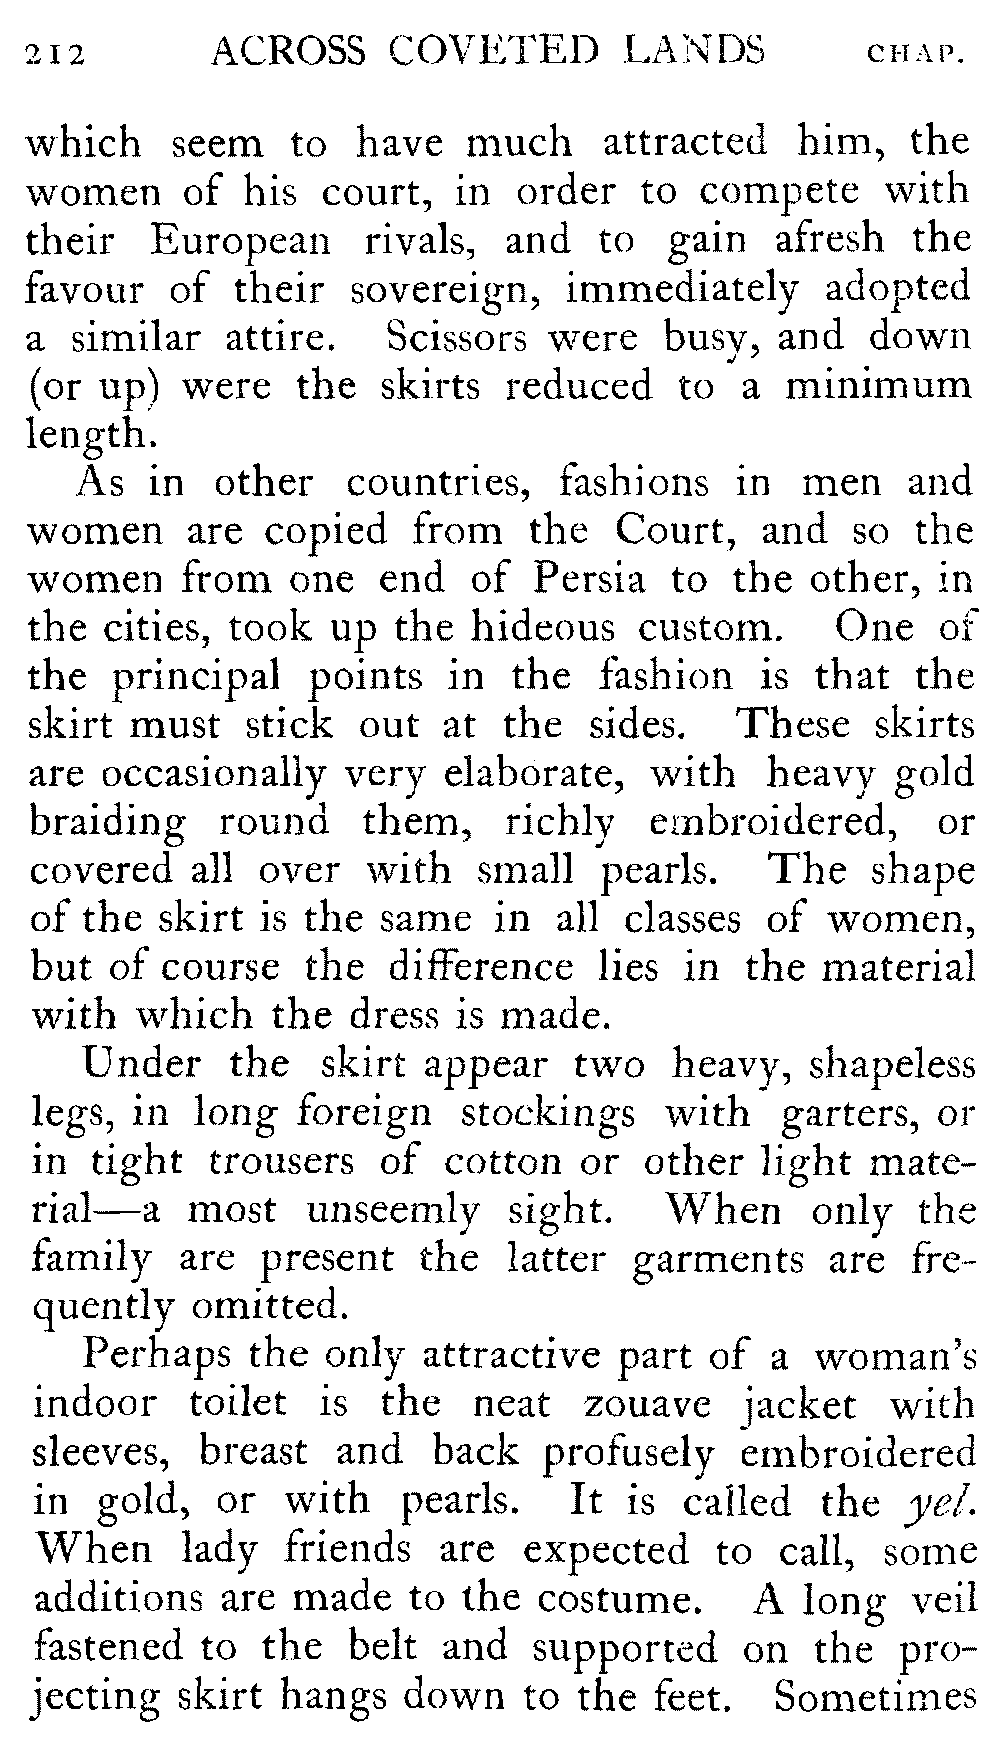 212 ACROSS COVETED LANDS CHAP.
which seem to have much attracted him, the
women of his court, in order to compete with
their European rivals, and to gain afresh the
favour of their sovereign, immediately adopted
a similar attire. Scissors were busy, and down
(or up) were the skirts reduced to a minimum
length.
As in other countries, fashions in men and
women are copied from the Court, and so the
women from one end of Persia to the other, in
the cities, took up the hideous custom. One of
the principal points in the fashion is that the
skirt must stick out at the sides. These skirts
are occasionally very elaborate, with heavy gold
braiding round them, richly embroidered, or
covered all over with small pearls. The shape
of the skirt is the same in all classes of women,
but of course the difference lies in the material
with which the dress is made.
Under the skirt appear two heavy, shapeless
legs, in long foreign stockings with garters, or
in tight trousers of cotton or other light mate-
rial—a most unseemly sight. When only the
family are present the latter garments are fre-
quently omitted.
Perhaps the only attractive part of a woman's
indoor toilet is the neat zouave jacket with
sleeves, breast and back profusely embroidered
in gold, or with pearls. It is called the yel.
When lady friends are expected to call, some
additions are made to the costume. A long veil
fastened to the belt and supported on the pro-
jecting skirt hangs down to the feet. Sometimes